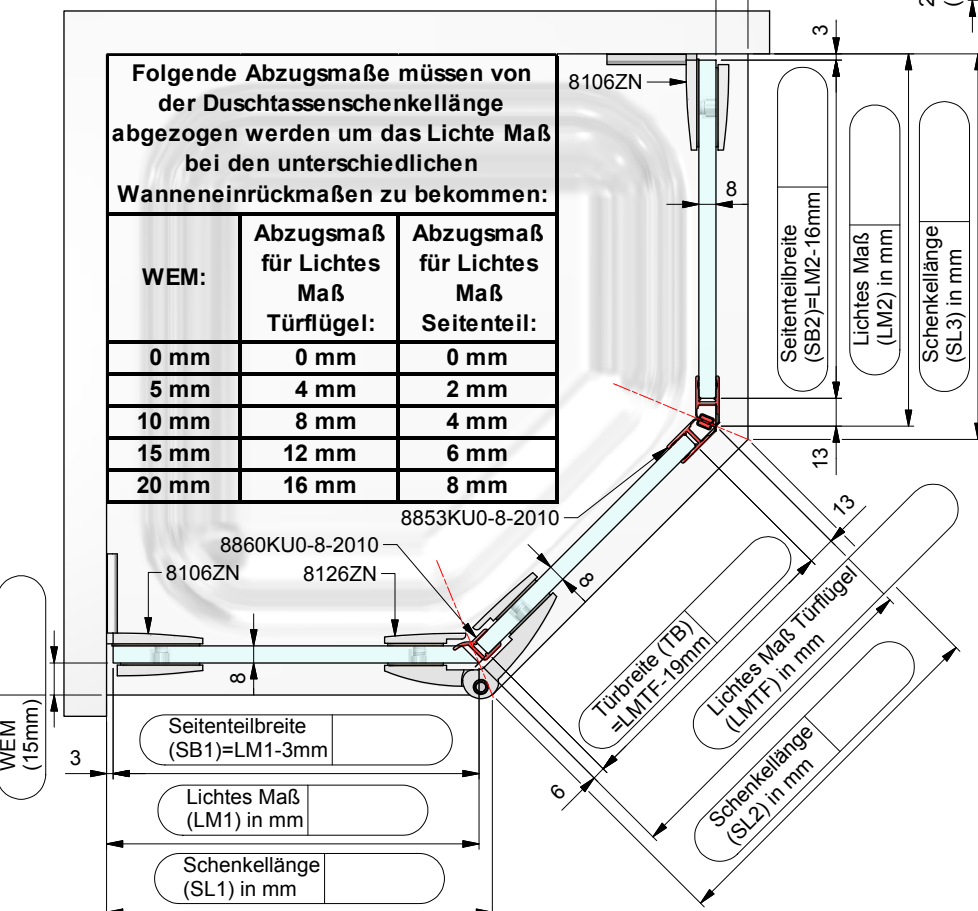 Folgende Abzugsmaße müssen von
der Duschtassenschenkellänge
abgezogen werden um das Lichte Maß
bei den unterschiedlichen
Wanneneinrückmaßen zu bekommen:
WEM:
Abzugsmaß
für Lichtes
Maß
Türflügel:
Abzugsmaß
für Lichtes
Maß
Seitenteil:
0 mm 0 mm 0 mm
5 mm 4 mm 2 mm
10 mm 8 mm 4 mm
15 mm 12 mm 6 mm
20 mm 16 mm 8 mm
8106ZN
3
8
Seitenteilbreite
(SB2)=LM2-16mm
Lichtes Maß
(LM2) in mm
Schenkellänge
(SL3) in mm
13
8853KU0-8-2010
8860KU0-8-2010
8106ZN
8126ZN
8
13
Türbreite (TB)
=LMTF-19mm
Lichtes Maß Türflügel
(LMTF) in mm
Schenkellänge
(SL2) in mm
6
8
WEM
(15mm)
3
Seitenteilbreite
(SB1)=LM1-3mm
Lichtes Maß
(LM1) in mm
Schenkellänge
(SL1) in mm